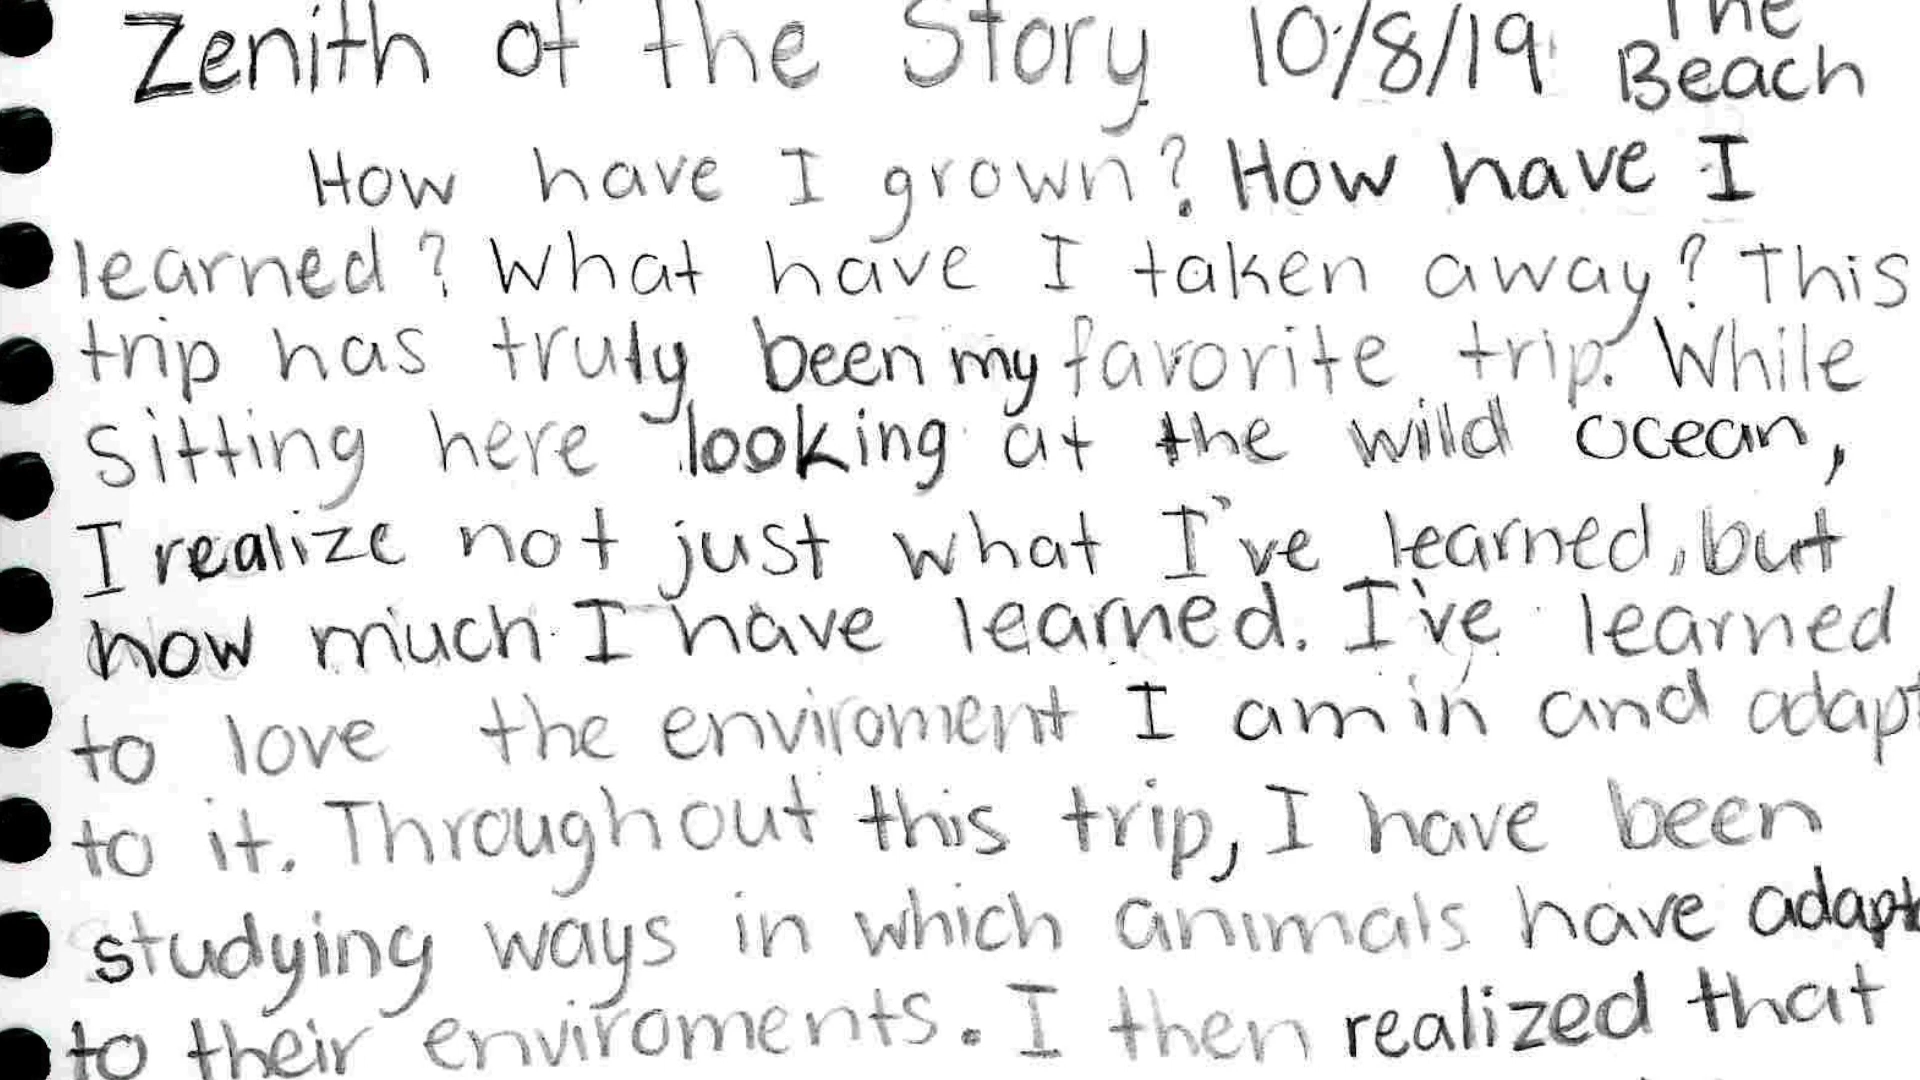 Zenith of the Story 10/8/19 The Beach
How have I grown? How have I
learned? What have I taken away? This
trip has truly been my favorite trip. While
sitting here looking at the wild ocean,
I realize not just what I've learned, but
how much I have learned. I've learned
to love the enviroment I am in and adapt
to it. Throughout this trip, I have been
studying ways in which animals have adapt
to their enviroments. I then realized that